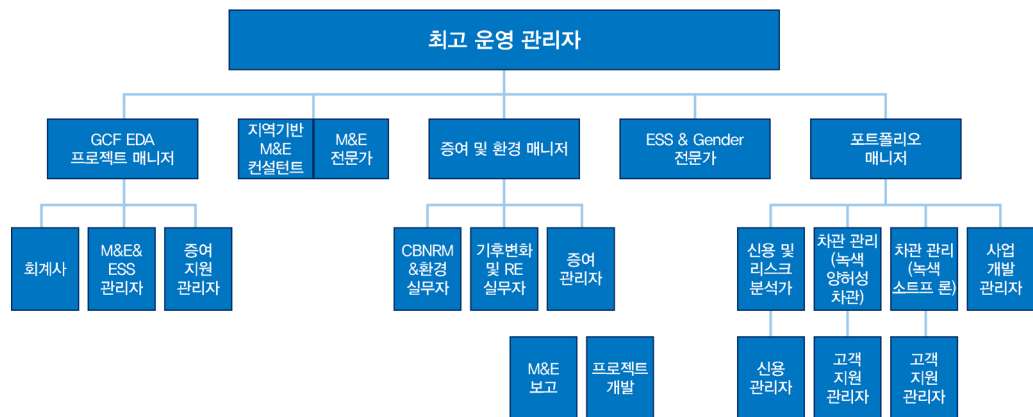 최고 운영 관리자
GCF EDA
프로젝트 매니저
지역기반
M&E
컨설턴트
M&E
전문가
증여 및 환경 매니저
ESS & Gender
전문가
포트폴리오
매니저
회계사
M&E&
ESS
관리자
증여
지원
관리자
CBNRM
&환경
실무자
기후변화
및 RE
실무자
증여
관리자
신용 및
리스크
분석가
차관 관리
(녹색
양허성
차관)
차관 관리
(녹색
소트프 론)
사업
개발
관리자
M&E
보고
프로젝트
개발
신용
관리자
고객
지원
관리자
고객
지원
관리자